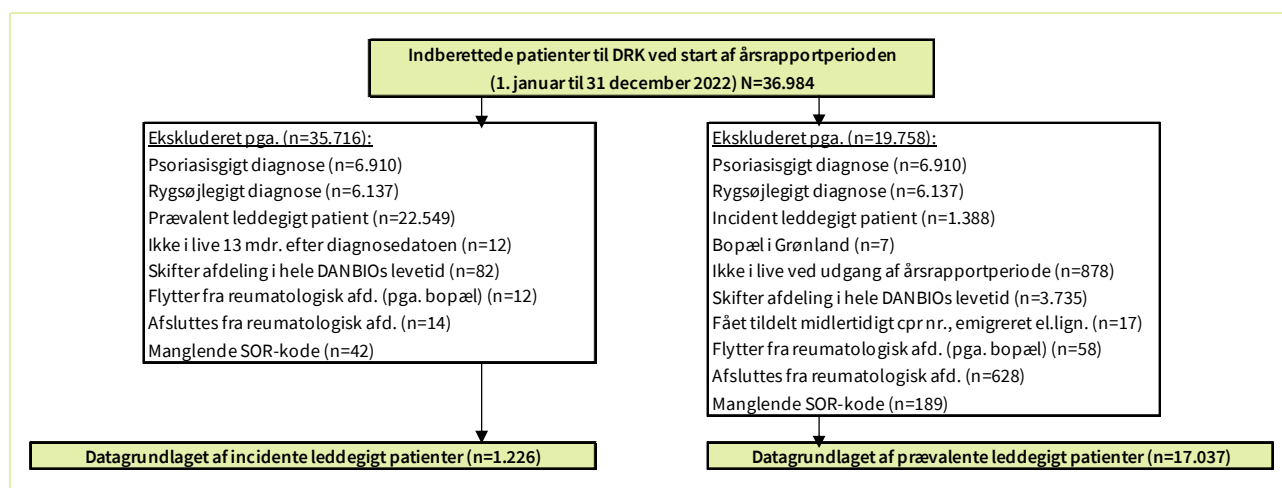 Indberettede patienter til DRK ved start af årsrapportperioden
(1. januar til 31 december 2022) N=36.984
Ekskluderet pga. (n=35.716):
Psoriasisgigt diagnose (n=6.910)
Rygsøjlegigt diagnose (n=6.137)
Prævalent leddegigt patient (n=22.549)
Ikke i live 13 mdr. efter diagnosedatoen (n=12)
Skifter afdeling i hele DANBIOs levetid (n=82)
Flytter fra reumatologisk afd. (pga. bopæl) (n=12)
Afsluttes fra reumatologisk afd. (n=14)
Manglende SOR-kode (n=42)
Ekskluderet pga. (n=19.758):
Psoriasisgigt diagnose (n=6.910)
Rygsøjlegigt diagnose (n=6.137)
Incident leddegigt patient (n=1.388)
Bopæl i Grønland (n=7)
Ikke i live ved udgang af årsrapportperiode (n=878)
Skifter afdeling i hele DANBIOs levetid (n=3.735)
Fået tildelt midlertidigt cpr nr., emigreret el.lign. (n=17)
Flytter fra reumatologisk afd. (pga. bopæl) (n=58)
Afsluttes fra reumatologisk afd. (n=628)
Manglende SOR-kode (n=189)
Datagrundlaget af incidente leddegigt patienter (n=1.226)
Datagrundlaget af prævalente leddegigt patienter (n=17.037)